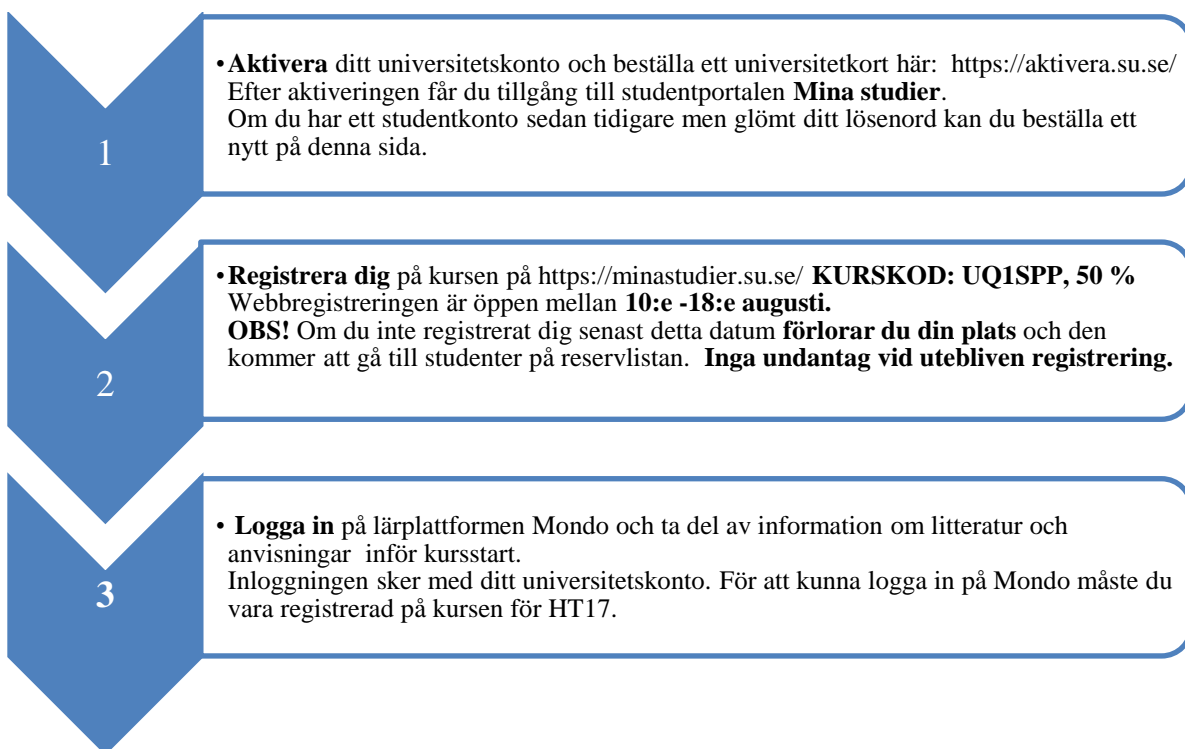 1
•Aktivera ditt universitetskonto och beställa ett universitetkort här:  https://aktivera.su.se/
Efter aktiveringen får du tillgång till studentportalen Mina studier.
Om du har ett studentkonto sedan tidigare men glömt ditt lösenord kan du beställa ett
nytt på denna sida.
2
•Registrera dig på kursen på https://minastudier.su.se/ KURSKOD: UQ1SPP, 50 %
Webbregistreringen är öppen mellan 10:e -18:e augusti.
OBS! Om du inte registrerat dig senast detta datum förlorar du din plats och den
kommer att gå till studenter på reservlistan.  Inga undantag vid utebliven registrering.
3
• Logga in på lärplattformen Mondo och ta del av information om litteratur och
anvisningar  inför kursstart.
Inloggningen sker med ditt universitetskonto. För att kunna logga in på Mondo måste du
vara registrerad på kursen för HT17.